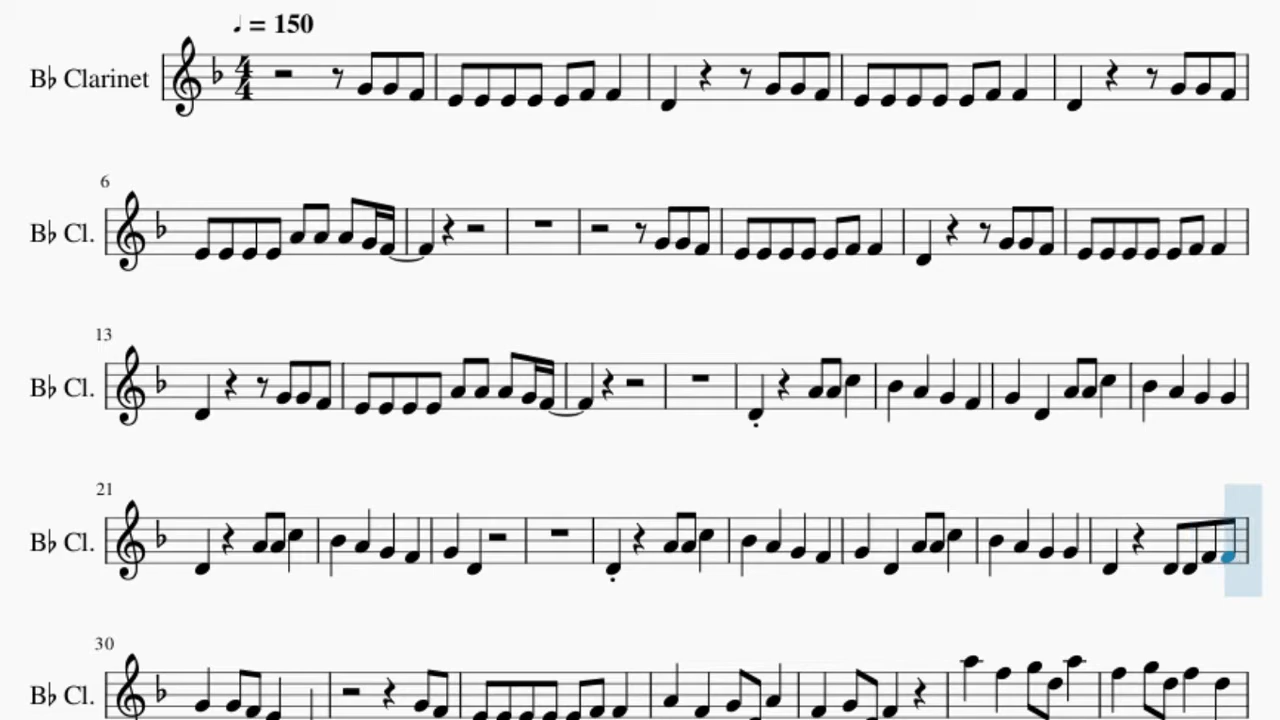 ♩ = 150
B♭ Clarinet
4
4
6
B♭ Cl.
13
B♭ Cl.
21
B♭ Cl.
30
B♭ Cl.